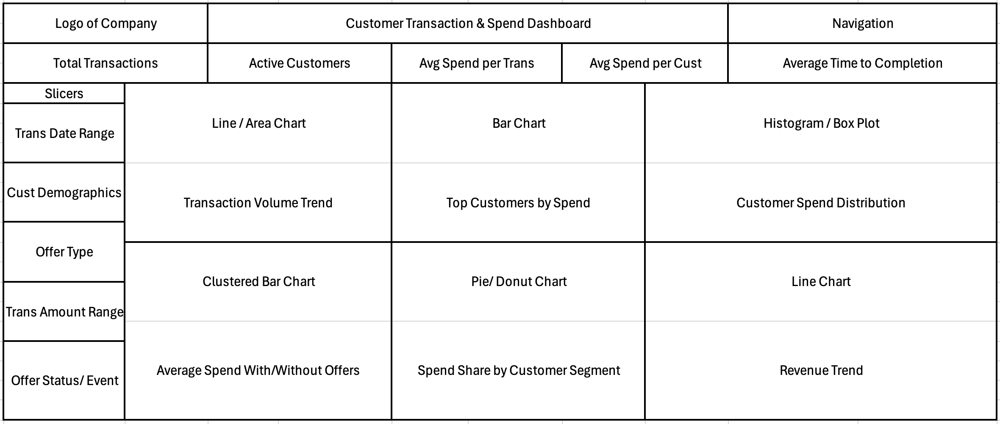 Logo of Company
Customer Transaction & Spend Dashboard
Navigation
Total Transactions
Active Customers
Avg Spend per Trans
Avg Spend per Cust
Average Time to Completion
Slicers
Trans Date Range
Cust Demographics
Offer Type
Trans Amount Range
Offer Status/ Event
Line / Area Chart
Transaction Volume Trend
Bar Chart
Top Customers by Spend
Histogram / Box Plot
Customer Spend Distribution
Clustered Bar Chart
Average Spend With/Without Offers
Pie/ Donut Chart
Spend Share by Customer Segment
Line Chart
Revenue Trend